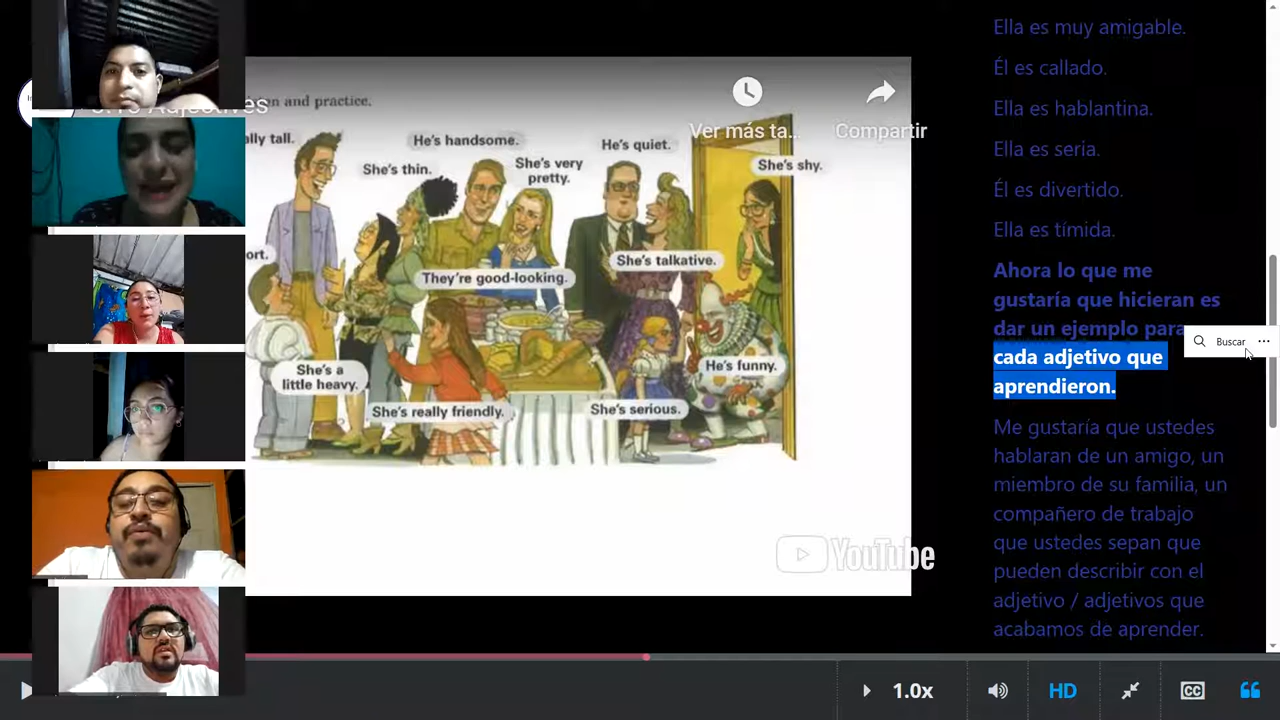 Adjectives
and practice.
Ver más ta...
Compartir
ally tall.
He's handsome.
He's quiet.
She's thin.
She's very
pretty.
She's shy.
ort.
They're good-looking.
She's talkative.
She's a
little heavy.
He's funny.
She's really friendly.
She's serious.
YouTube
Ella es muy amigable.
Él es callado.
Ella es hablantina.
Ella es seria.
Él es divertido.
Ella es tímida.
Ahora lo que me
gustaría que hicieran es
dar un ejemplo para
cada adjetivo que
aprendieron.
Buscar
Me gustaría que ustedes
hablaran de un amigo, un
miembro de su familia, un
compañero de trabajo
que ustedes sepan que
pueden describir con el
adjetivo / adjetivos que
acabamos de aprender.
1.0x
HD
CC